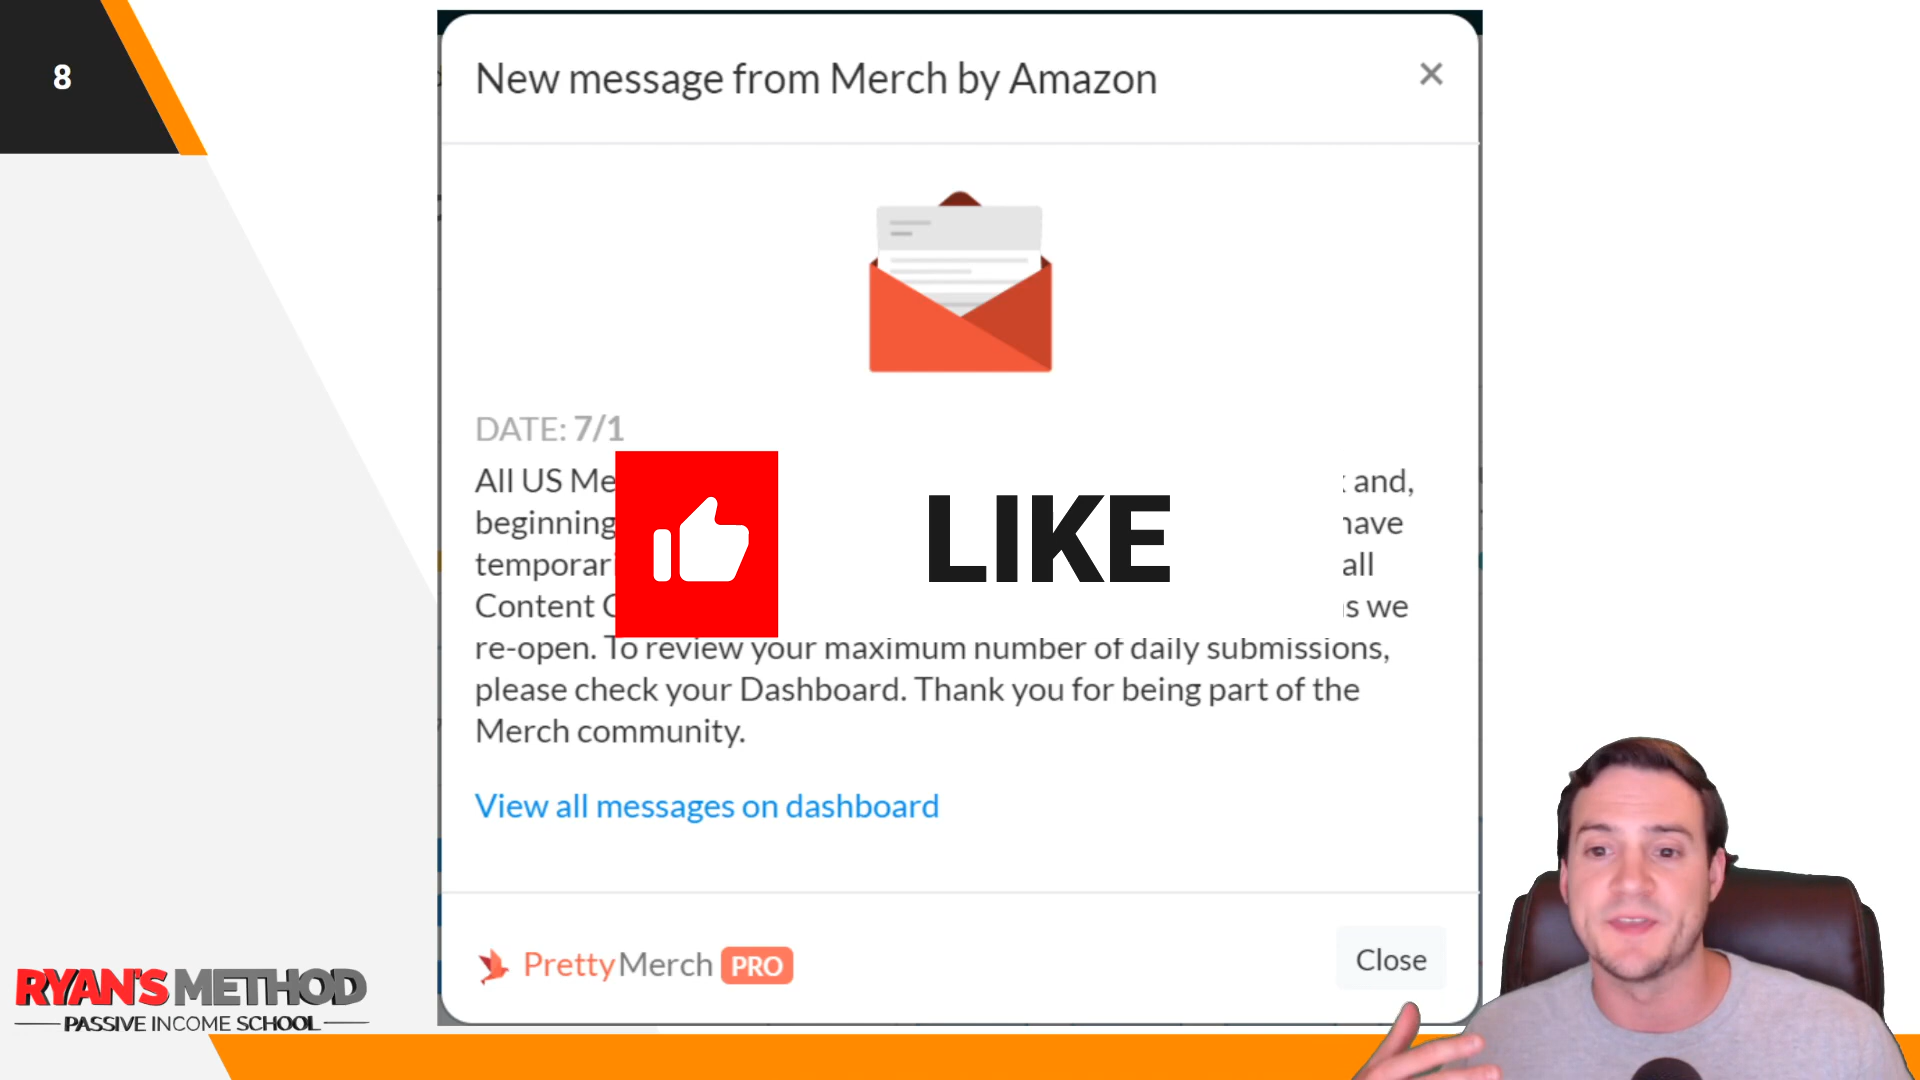 8
New message from Merch by Amazon
DATE: 7/1
All US Me and,
beginning have
temporar all
Content we
LIKE
re-open. To review your maximum number of daily submissions,
please check your Dashboard. Thank you for being part of the
Merch community.
View all messages on dashboard
PrettyMerch PRO
Close
RYAN'S METHOD
PASSIVE INCOME SCHOOL